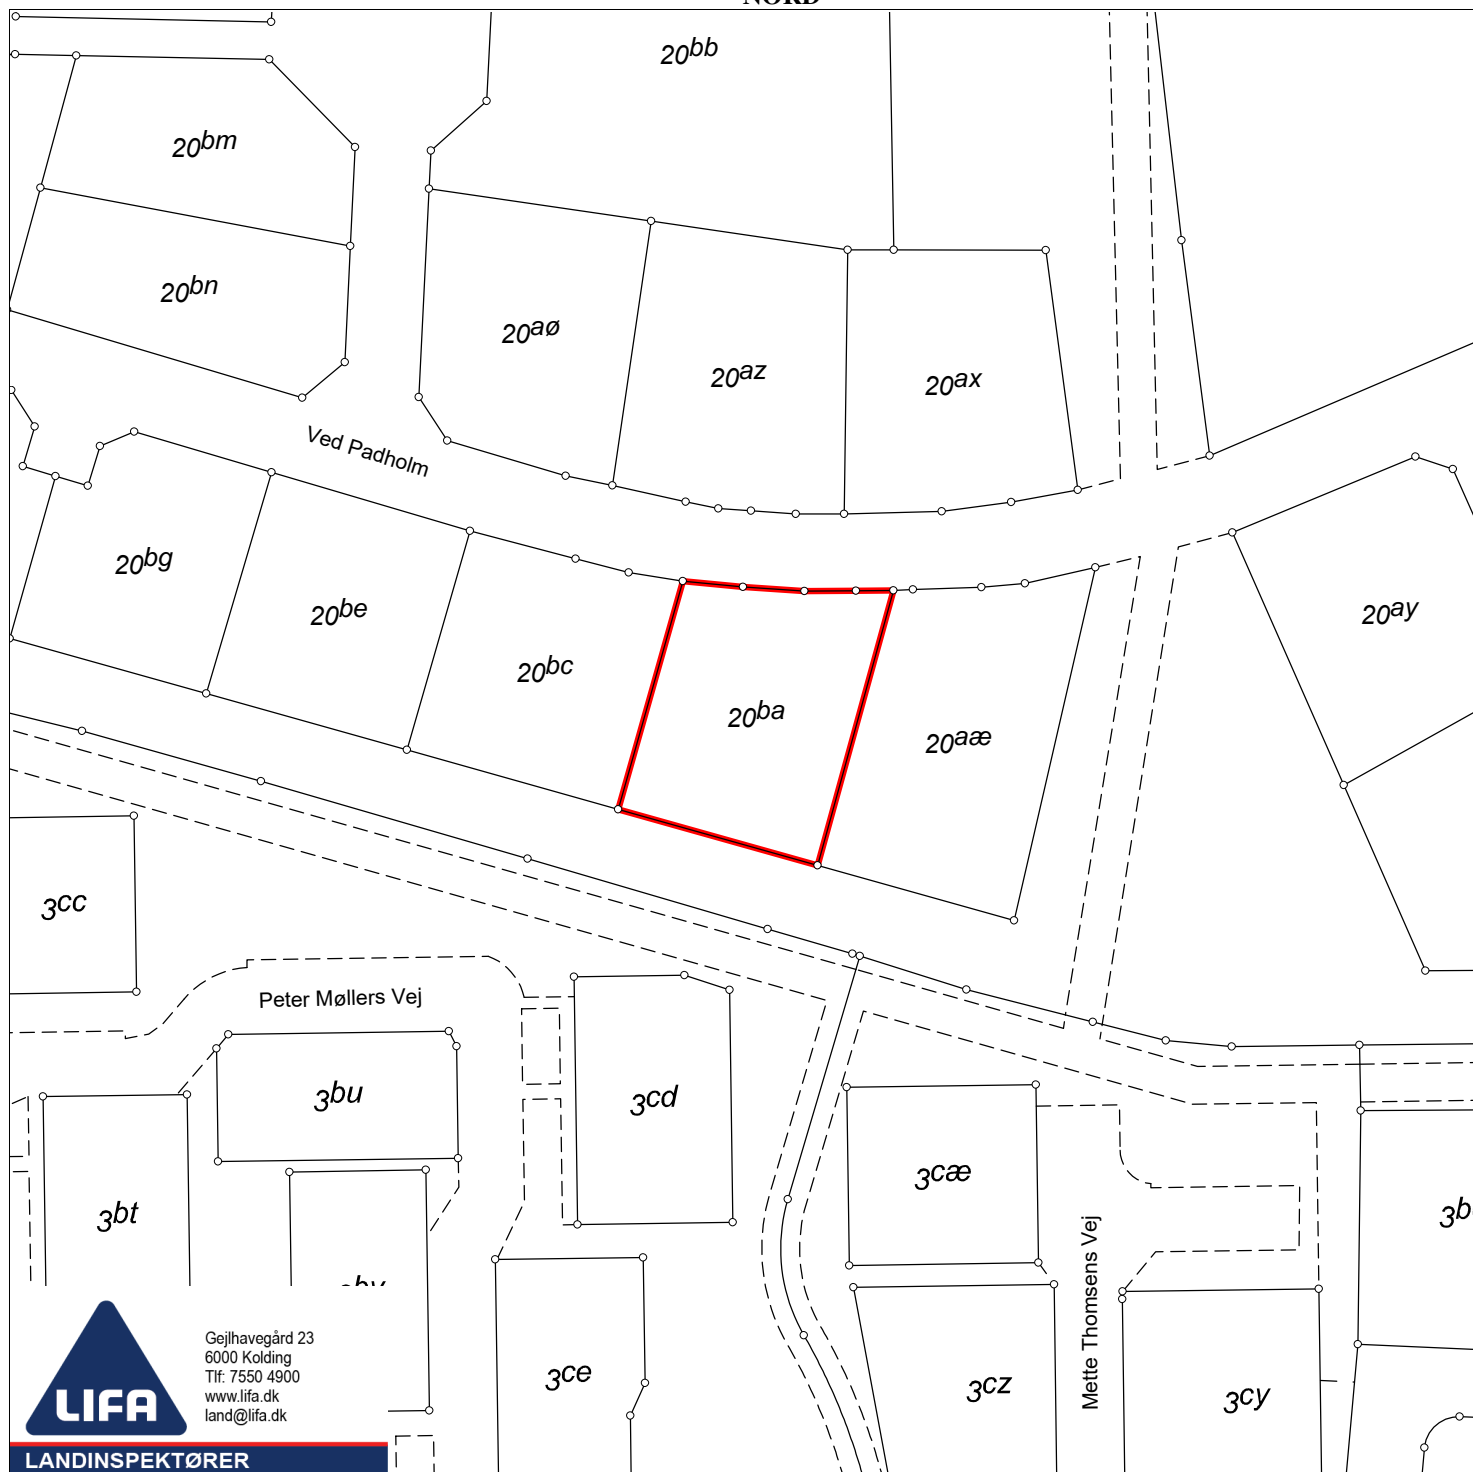 NORD
20bb
20bm
20bn
20aø
20az
20ax
Ved Padholm
20bg
20be
20bc
20ba
20aæ
20ay
3cc
Peter Møllers Vej
3bu
3cd
3cæ
3bt
Mette Thomsens Vej
3ce
3cz
3cy
Gejlhavegård 23
6000 Kolding
Tlf: 7550 4900
www.lifa.dk
land@lifa.dk
LIFA
LANDINSPEKTØRER